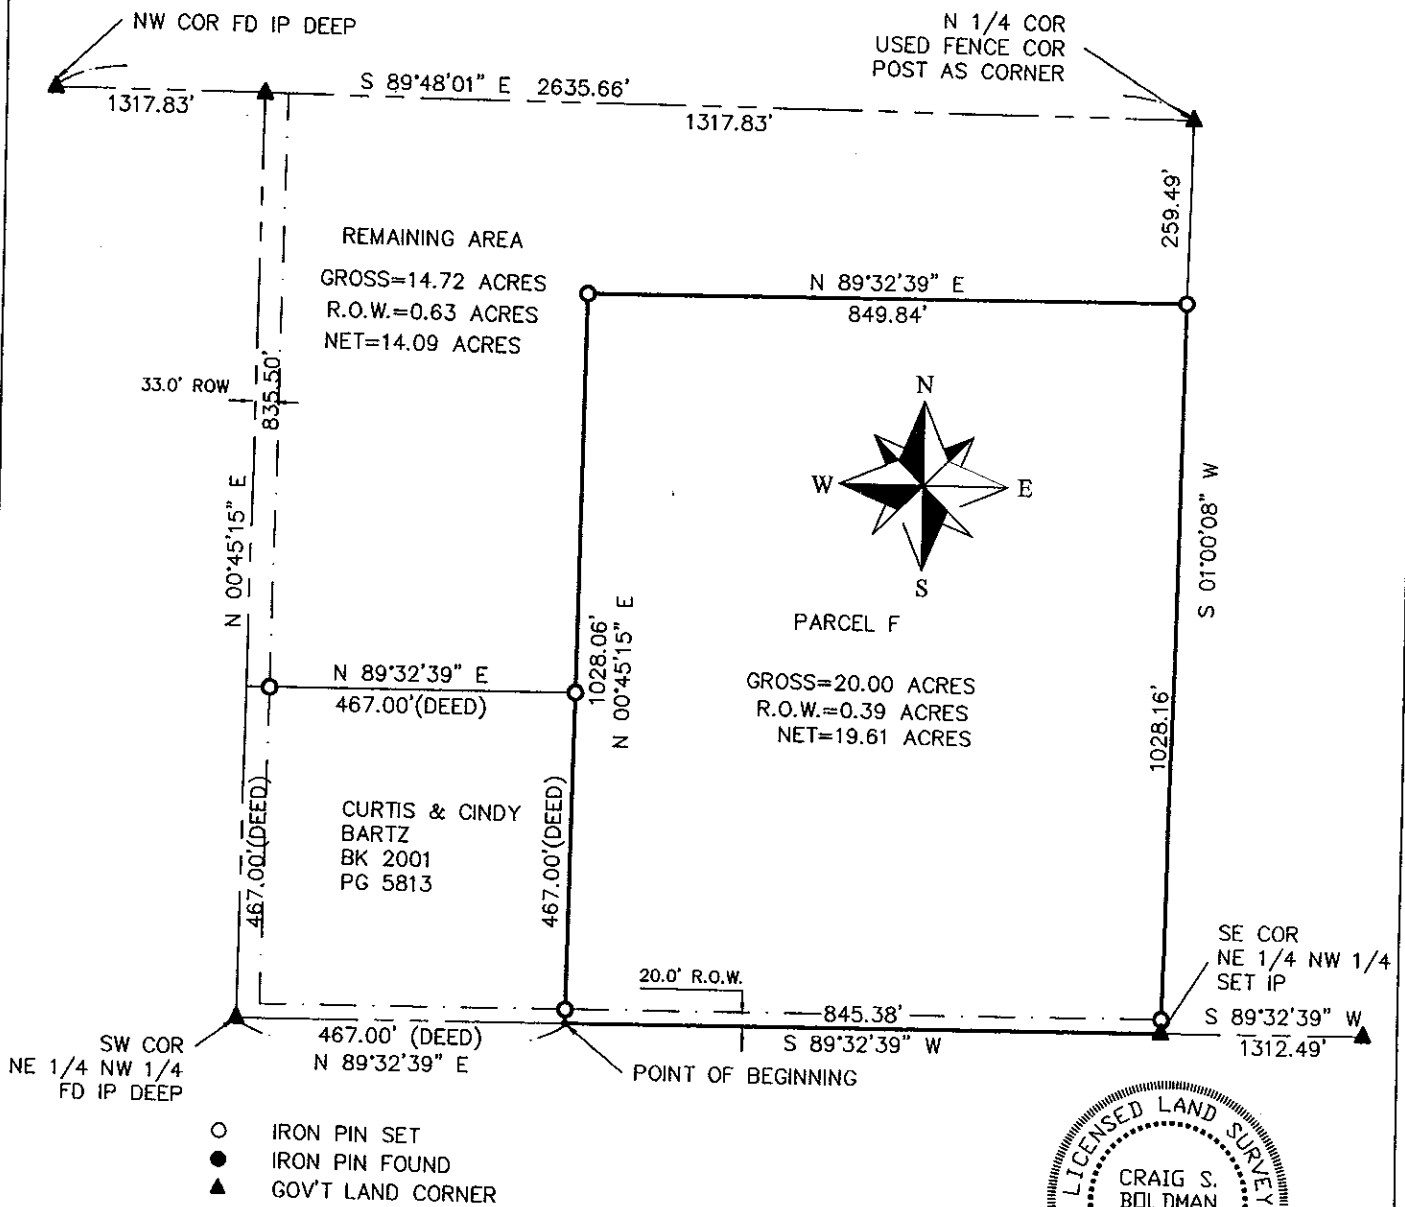 NW COR FD IP DEEP
N 1/4 COR
USED FENCE COR
POST AS CORNER
S 89°48'01" E 2635.66'
1317.83'
1317.83'
259.49'
REMAINING AREA
GROSS=14.72 ACRES
R.O.W.=0.63 ACRES
NET=14.09 ACRES
N 89°32'39" E
849.84'
33.0' ROW
835.50'
N 00°45'15" E
N
W
E
S
S 01°00'08" W
PARCEL F
GROSS=20.00 ACRES
R.O.W.=0.39 ACRES
NET=19.61 ACRES
1028.06'
N 00°45'15" E
1028.16'
N 89°32'39" E
467.00'(DEED)
467.00'(DEED)
CURTIS & CINDY
BARTZ
BK 2001
PG 5813
467.00'(DEED)
20.0' R.O.W.
845.38'
S 89°32'39" W
SE COR
NE 1/4 NW 1/4
SET IP
S 89°32'39" W
1312.49'
SW COR
NE 1/4 NW 1/4
FD IP DEEP
467.00' (DEED)
N 89°32'39" E
POINT OF BEGINNING
IRON PIN SET
IRON PIN FOUND
GOV'T LAND CORNER
LICENSED LAND SURVEY
CRAIG S.
BOLDMAN